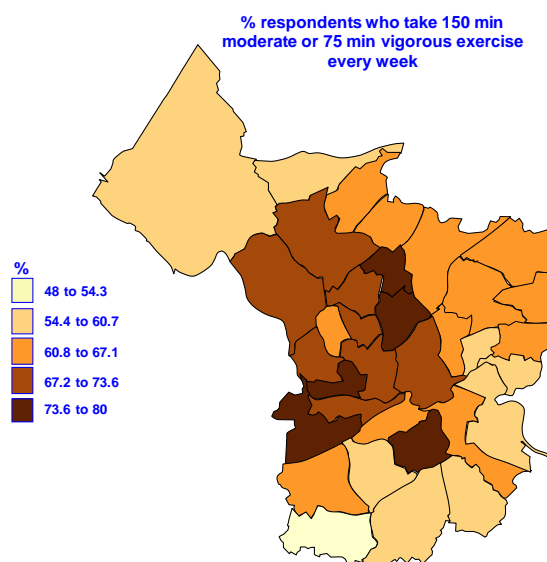 % respondents who take 150 min
moderate or 75 min vigorous exercise
every week
%
48 to 54.3
54.4 to 60.7
60.8 to 67.1
67.2 to 73.6
73.6 to 80